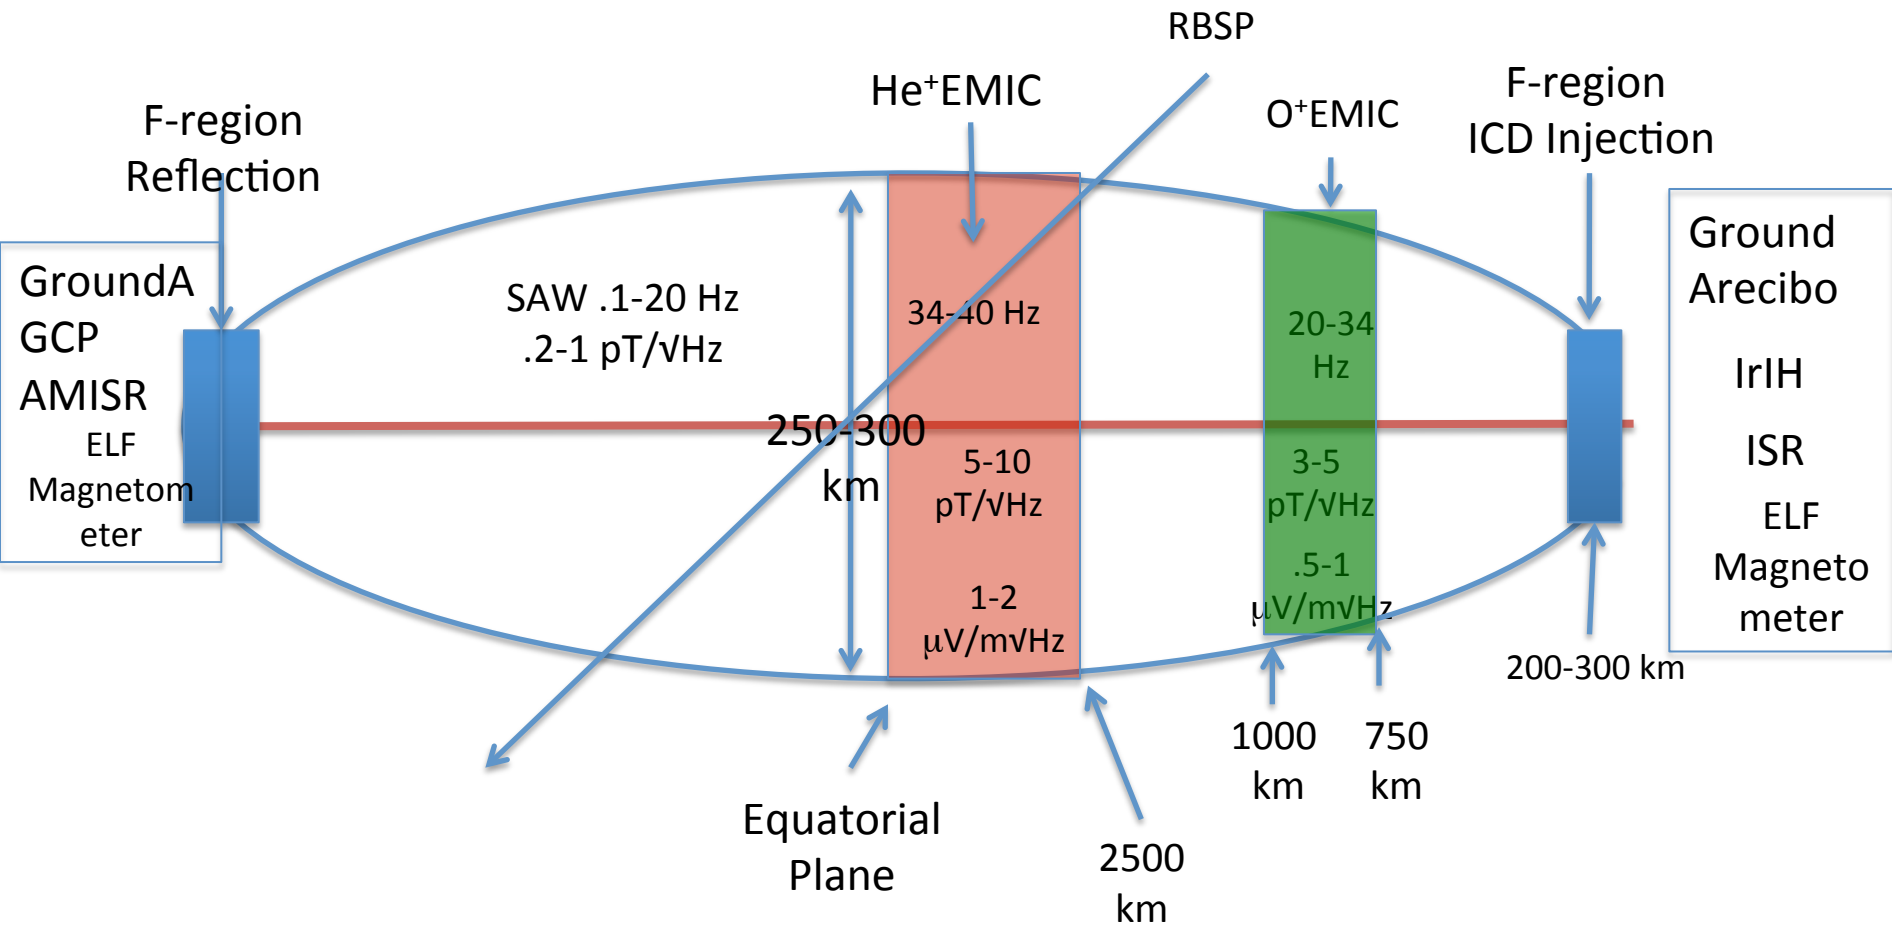 RBSP
He⁺EMIC
O⁺EMIC
F-region
Reflection
F-region
ICD Injection
GroundA
GCP
AMISR
ELF
Magnetom
eter
SAW .1-20 Hz
.2-1 pT/√Hz
250-300
km
34-40 Hz
5-10
pT/√Hz
1-2
μV/m√Hz
20-34
Hz
3-5
pT/√Hz
.5-1
μV/m√Hz
Ground
Arecibo
IrIH
ISR
ELF
Magneto
meter
200-300 km
1000
km
750
km
Equatorial
Plane
2500
km